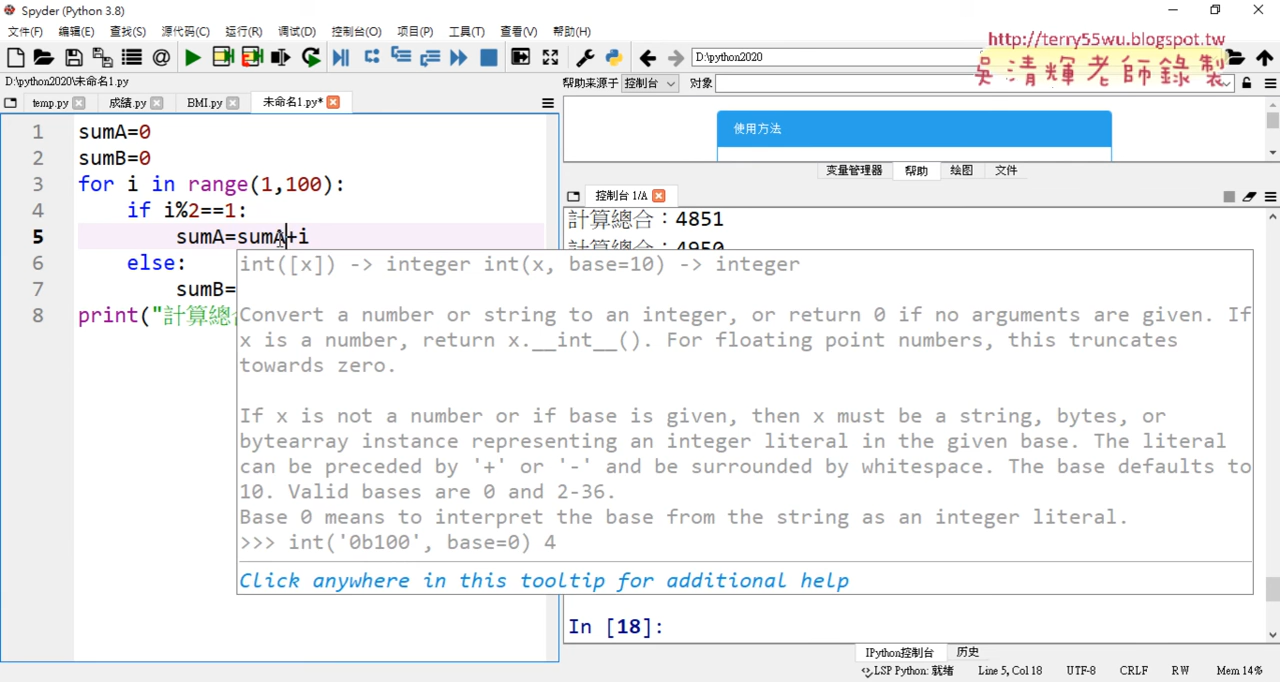 Spyder (Python 3.8)
文件(F) 编辑(E) 查找(S) 源代码(C) 运行(R) 调试(D) 控制台(O) 项目(P) 工具(T) 查看(V) 帮助(H)
http://terry55wu.blogspot.tw
吳清輝老師錄製
D:\python2020
D:\python2020\未命名1.py
帮助来源于 控制台 对象
temp.py 成績.py BMI.py 未命名1.py*
1 sumA=0
2 sumB=0
3 for i in range(1,100):
4 if i%2==1:
5 sumA=sumA+i
6 else:
7 sumB=
8 print("計算總
使用方法
变量管理器 帮助 绘图 文件
控制台 1/A
計算總合：4851
計算總合：4950
int([x]) -> integer int(x, base=10) -> integer
Convert a number or string to an integer, or return 0 if no arguments are given. If
x is a number, return x.__int__(). For floating point numbers, this truncates
towards zero.
If x is not a number or if base is given, then x must be a string, bytes, or
bytearray instance representing an integer literal in the given base. The literal
can be preceded by '+' or '-' and be surrounded by whitespace. The base defaults to
10. Valid bases are 0 and 2-36.
Base 0 means to interpret the base from the string as an integer literal.
>>> int('0b100', base=0) 4
Click anywhere in this tooltip for additional help
In [18]:
IPython控制台 历史
LSP Python: 就绪 Line 5, Col 18 UTF-8 CRLF RW Mem 14%